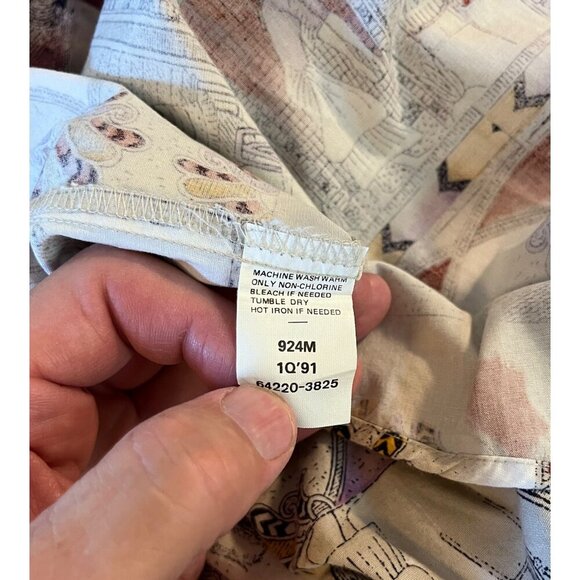 MACHINE WASH WARM
ONLY NON-CHLORINE
BLEACH IF NEEDED
TUMBLE DRY
HOT IRON IF NEEDED
924M
1Q'91
64220-3825